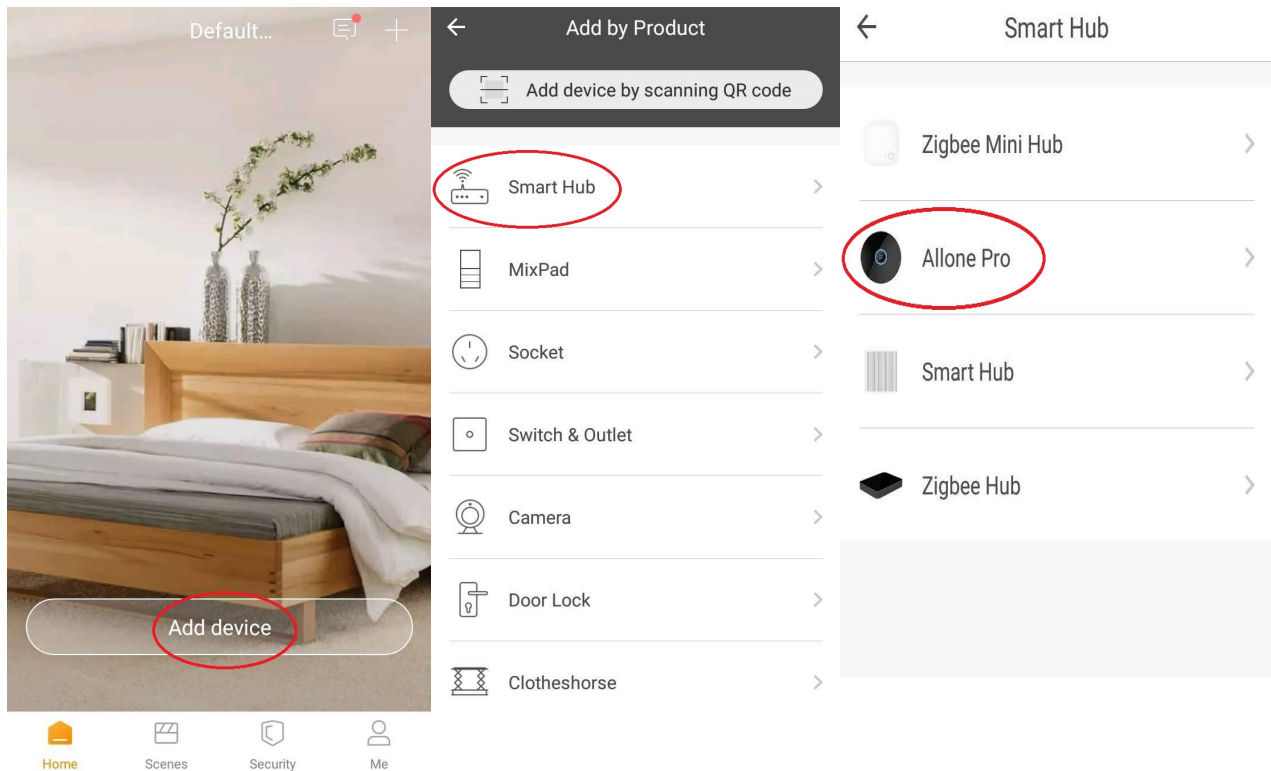 Default...
Add device
Home
Scenes
Security
Me
Add by Product
Add device by scanning QR code
Smart Hub
MixPad
Socket
Switch & Outlet
Camera
Door Lock
Clotheshorse
Smart Hub
Zigbee Mini Hub
Allone Pro
Smart Hub
Zigbee Hub